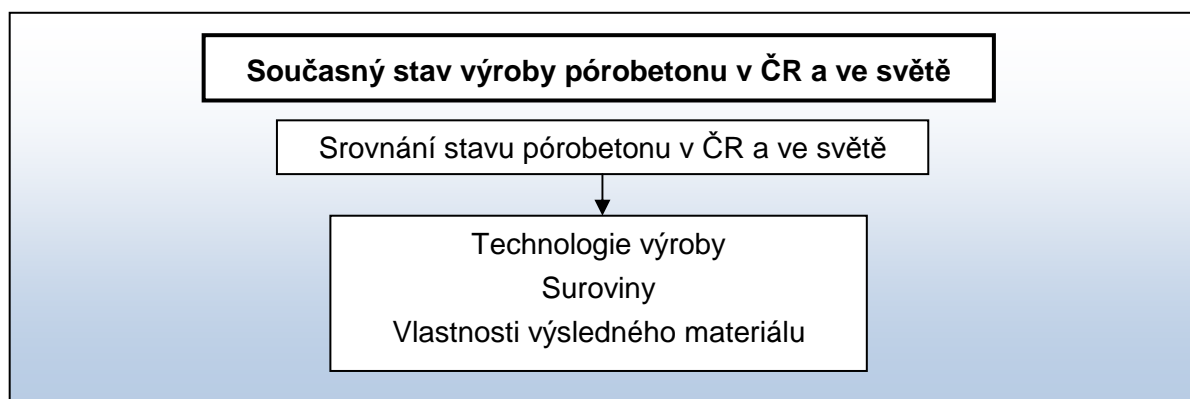 Současný stav výroby pórobetonu v ČR a ve světě
Srovnání stavu pórobetonu v ČR a ve světě
Technologie výroby
Suroviny
Vlastnosti výsledného materiálu